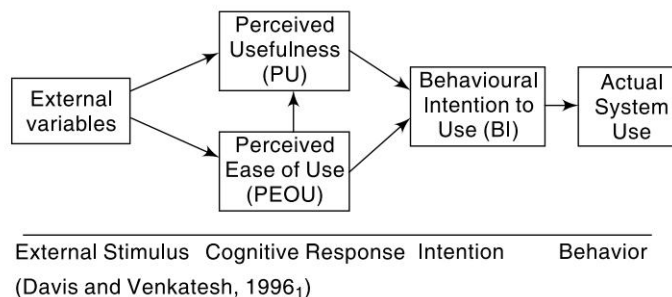 External
variables
Perceived
Usefulness
(PU)
Perceived
Ease of Use
(PEOU)
Behavioural
Intention to
Use (BI)
Actual
System
Use
External Stimulus Cognitive Response Intention Behavior
(Davis and Venkatesh, 1996₁)